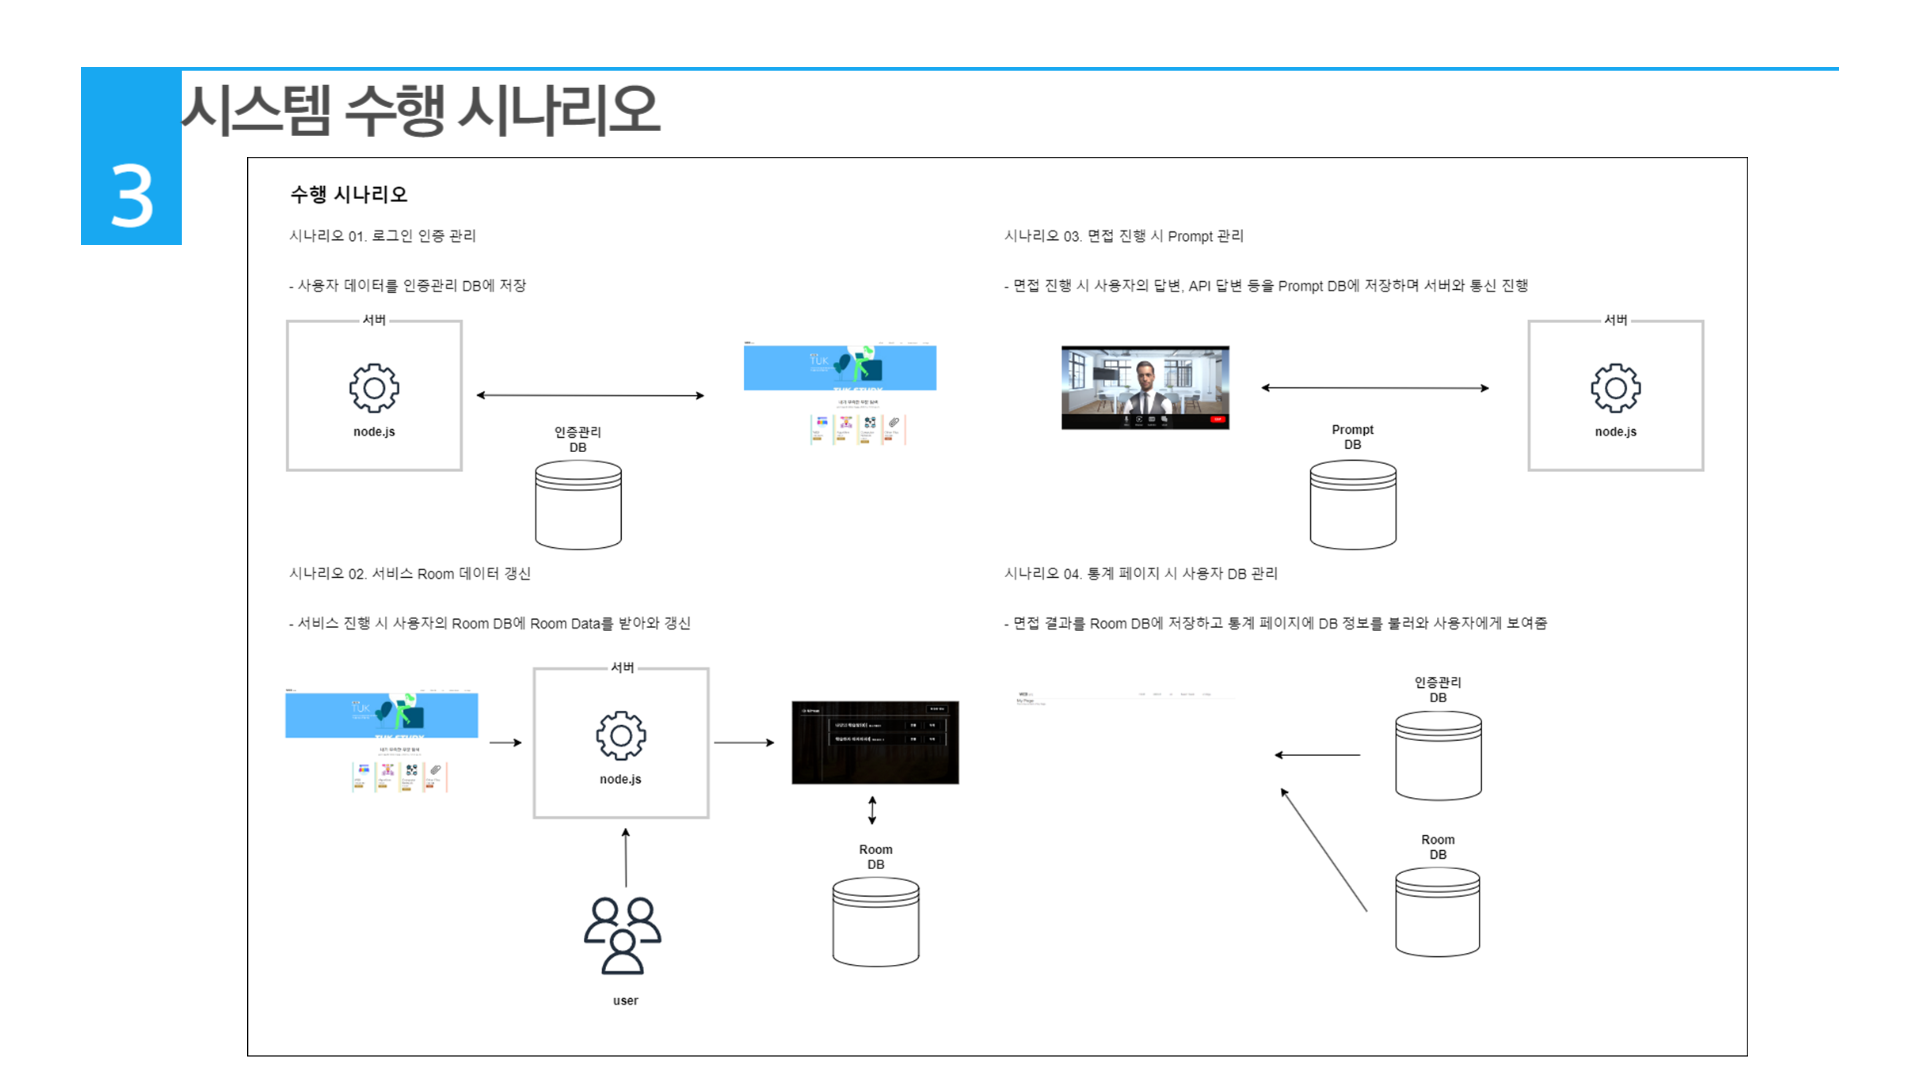 시스템 수행 시나리오
3
수행 시나리오
시나리오 01. 로그인 인증 관리
- 사용자 데이터를 인증관리 DB에 저장
서버
node.js
인증관리
DB
TUK
TUK STUDY
시나리오 02. 서비스 Room 데이터 갱신
- 서비스 진행 시 사용자의 Room DB에 Room Data를 받아와 갱신
TUK
TUK STUDY
서버
node.js
user
Room
DB
시나리오 03. 면접 진행 시 Prompt 관리
- 면접 진행 시 사용자의 답변, API 답변 등을 Prompt DB에 저장하며 서버와 통신 진행
Prompt
DB
서버
node.js
시나리오 04. 통계 페이지 시 사용자 DB 관리
- 면접 결과를 Room DB에 저장하고 통계 페이지에 DB 정보를 불러와 사용자에게 보여줌
인증관리
DB
Room
DB